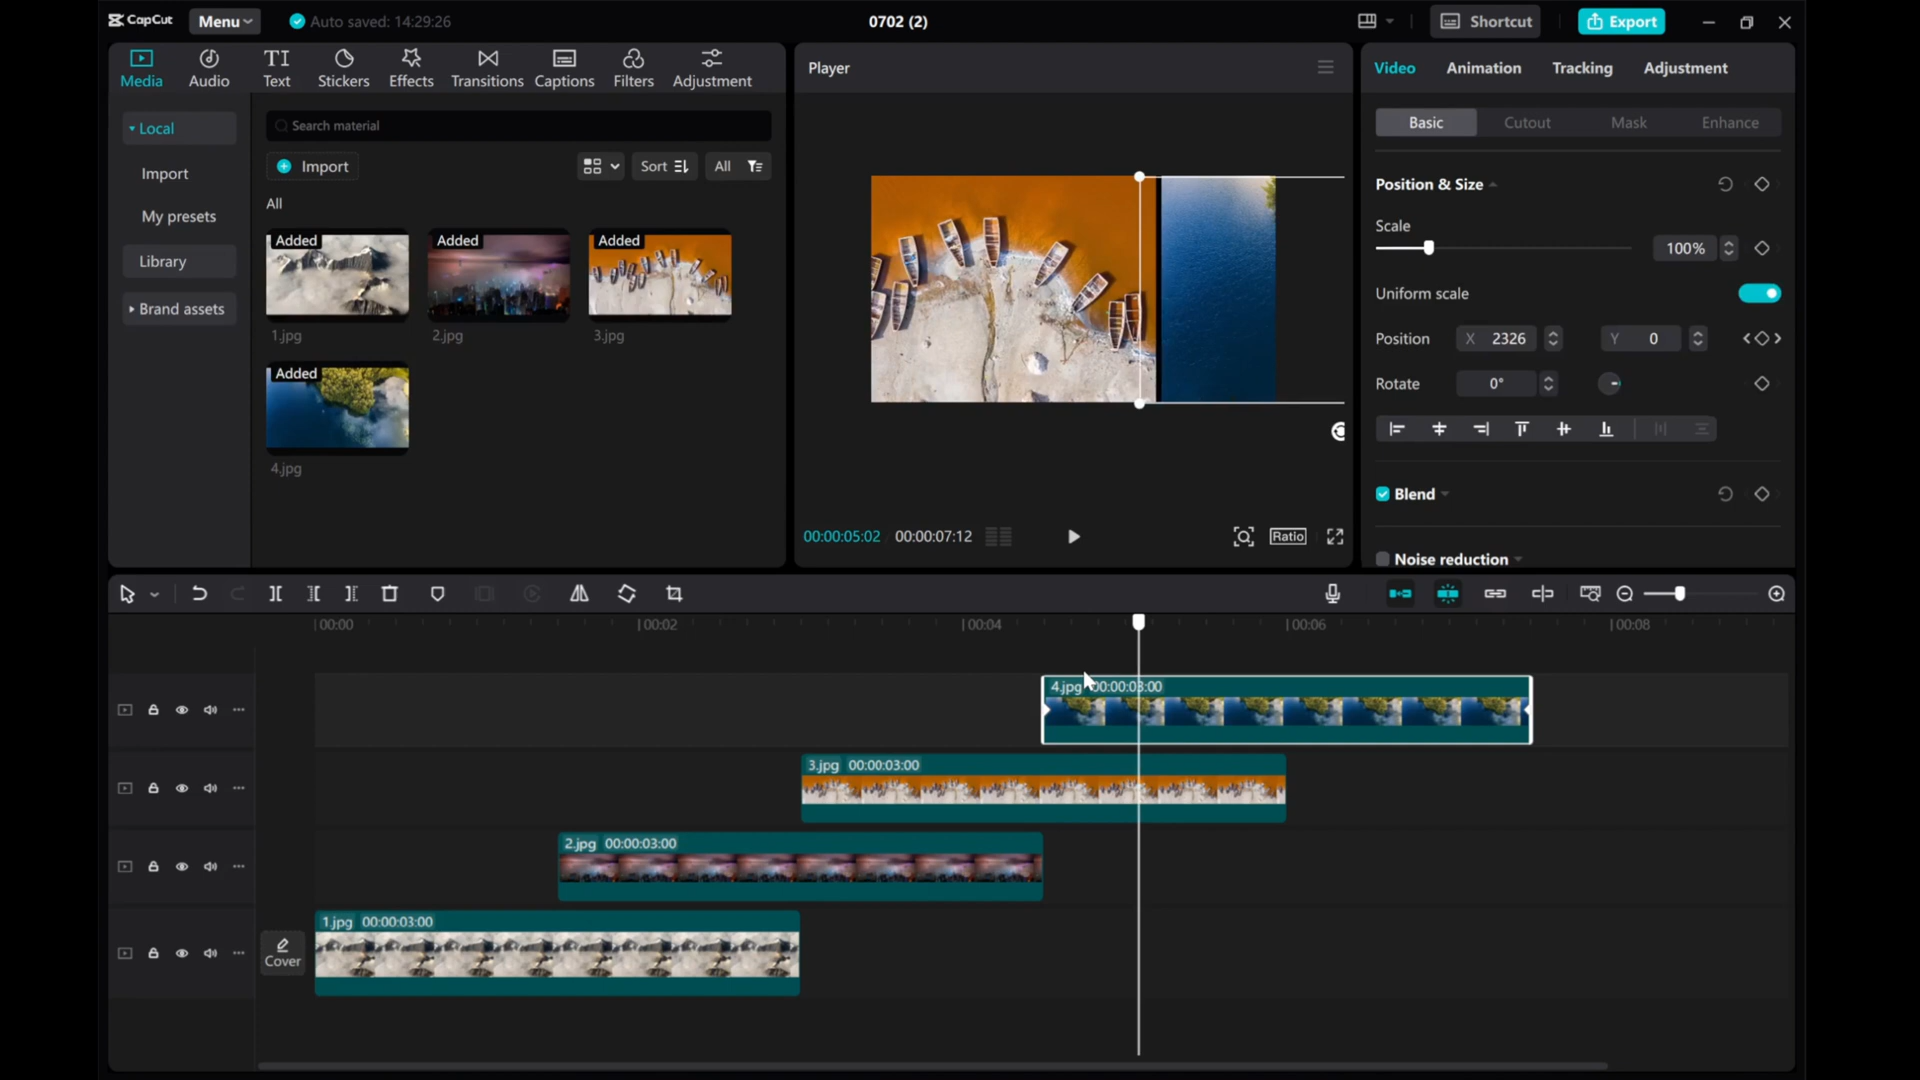 CapCut
Menu
Auto saved: 14:29:26
0702 (2)
Shortcut
Export
Media
Audio
TI
Text
Stickers
Effects
Transitions
Captions
Filters
Adjustment
Local
Import
My presets
Library
Brand assets
Search material
Import
Sort
All
All
Added
1.jpg
Added
2.jpg
Added
3.jpg
Added
4.jpg
Player
00:00:05:02
00:00:07:12
Ratio
Video
Animation
Tracking
Adjustment
Basic
Cutout
Mask
Enhance
Position & Size
Scale
100%
Uniform scale
Position
X 2326
Y 0
Rotate
0°
Blend
Noise reduction
00:00
00:02
00:04
00:06
00:08
4.jpg 00:00:03:00
3.jpg 00:00:03:00
2.jpg 00:00:03:00
1.jpg 00:00:03:00
Cover